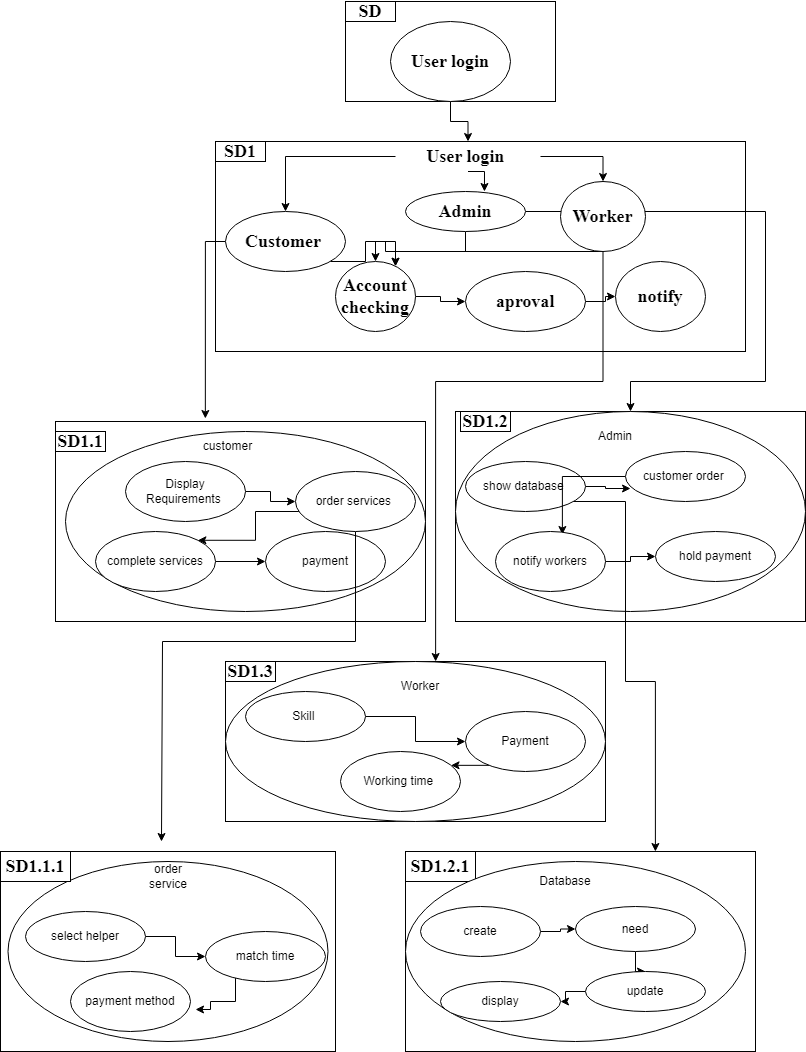 SD
User login
SD1
User login
Admin
Worker
Customer
Account
checking
aproval
notify
SD1.1
customer
Display
Requirements
order services
complete services
payment
SD1.2
Admin
show database
customer order
notify workers
hold payment
SD1.3
Worker
Skill
Payment
Working time
SD1.1.1
order
service
select helper
match time
payment method
SD1.2.1
Database
create
need
update
display